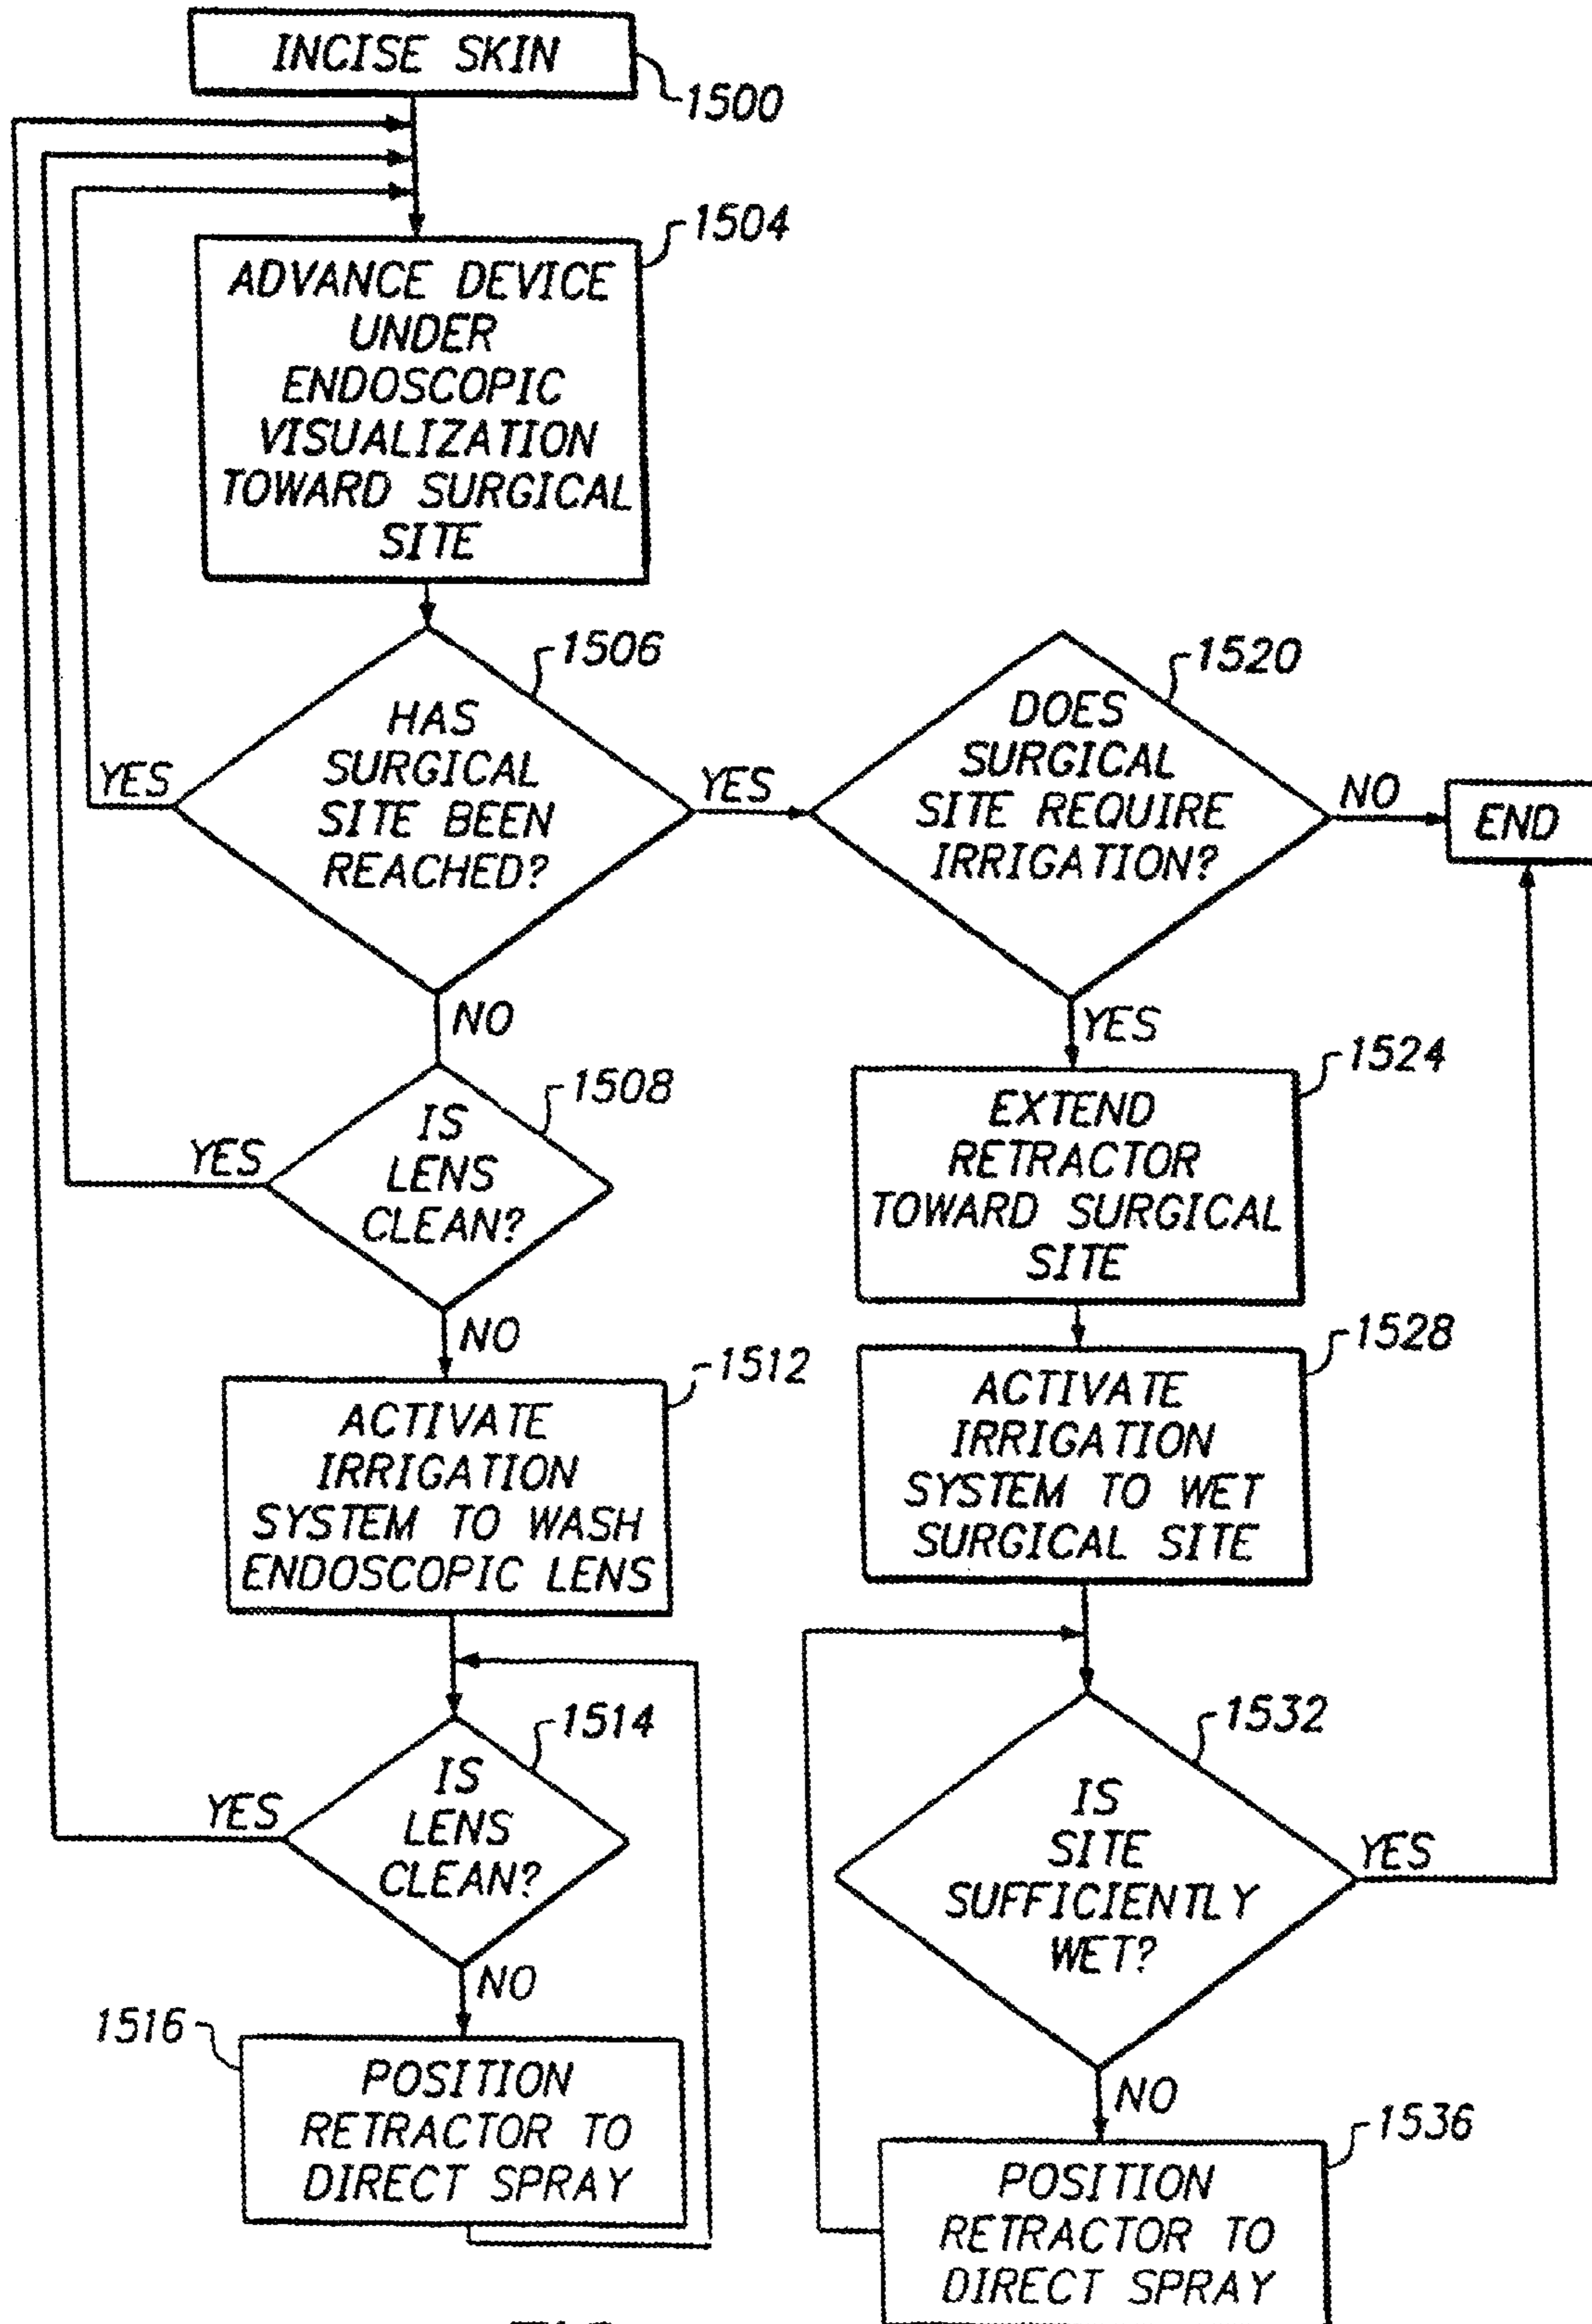 INCISE SKIN
1500
1504
ADVANCE DEVICE
UNDER
ENDOSCOPIC
VISUALIZATION
TOWARD SURGICAL
SITE
1506
HAS
SURGICAL
SITE BEEN
REACHED?
YES
YES
NO
1520
DOES
SURGICAL
SITE REQUIRE
IRRIGATION?
NO
END
YES
1508
IS
LENS
CLEAN?
YES
NO
1524
EXTEND
RETRACTOR
TOWARD SURGICAL
SITE
1512
ACTIVATE
IRRIGATION
SYSTEM TO WASH
ENDOSCOPIC LENS
1528
ACTIVATE
IRRIGATION
SYSTEM TO WET
SURGICAL SITE
1514
IS
LENS
CLEAN?
YES
NO
1532
IS
SITE
SUFFICIENTLY
WET?
YES
NO
1516
POSITION
RETRACTOR TO
DIRECT SPRAY
1536
POSITION
RETRACTOR TO
DIRECT SPRAY